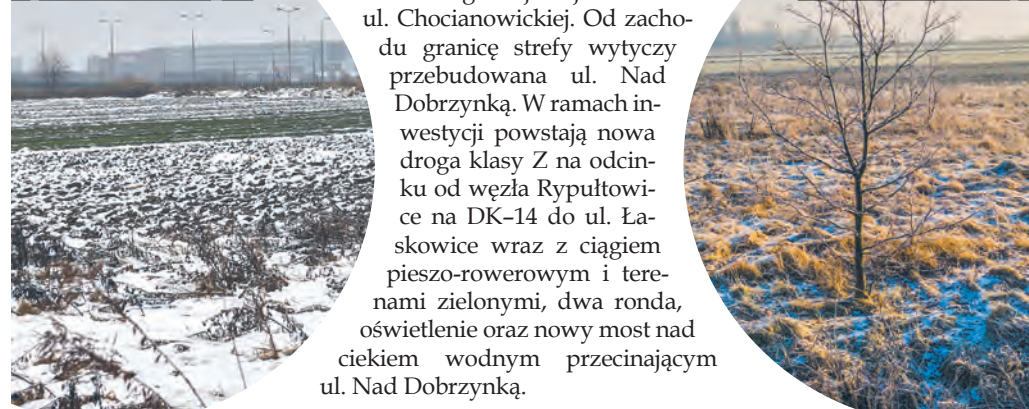 ul. Chocianowickiej. Od zacho-
du granicę strefy wytyczy
przebudowana ul. Nad
Dobrzynką. W ramach in-
westycji powstają nowa
droga klasy Z na odcin-
ku od węzła Rypułtowi-
ce na DK–14 do ul. Ła-
skowice wraz z ciągiem
pieszo-rowerowym i tere-
nami zielonymi, dwa ronda,
oświetlenie oraz nowy most nad
ciekiem wodnym przecinającym
ul. Nad Dobrzynką.